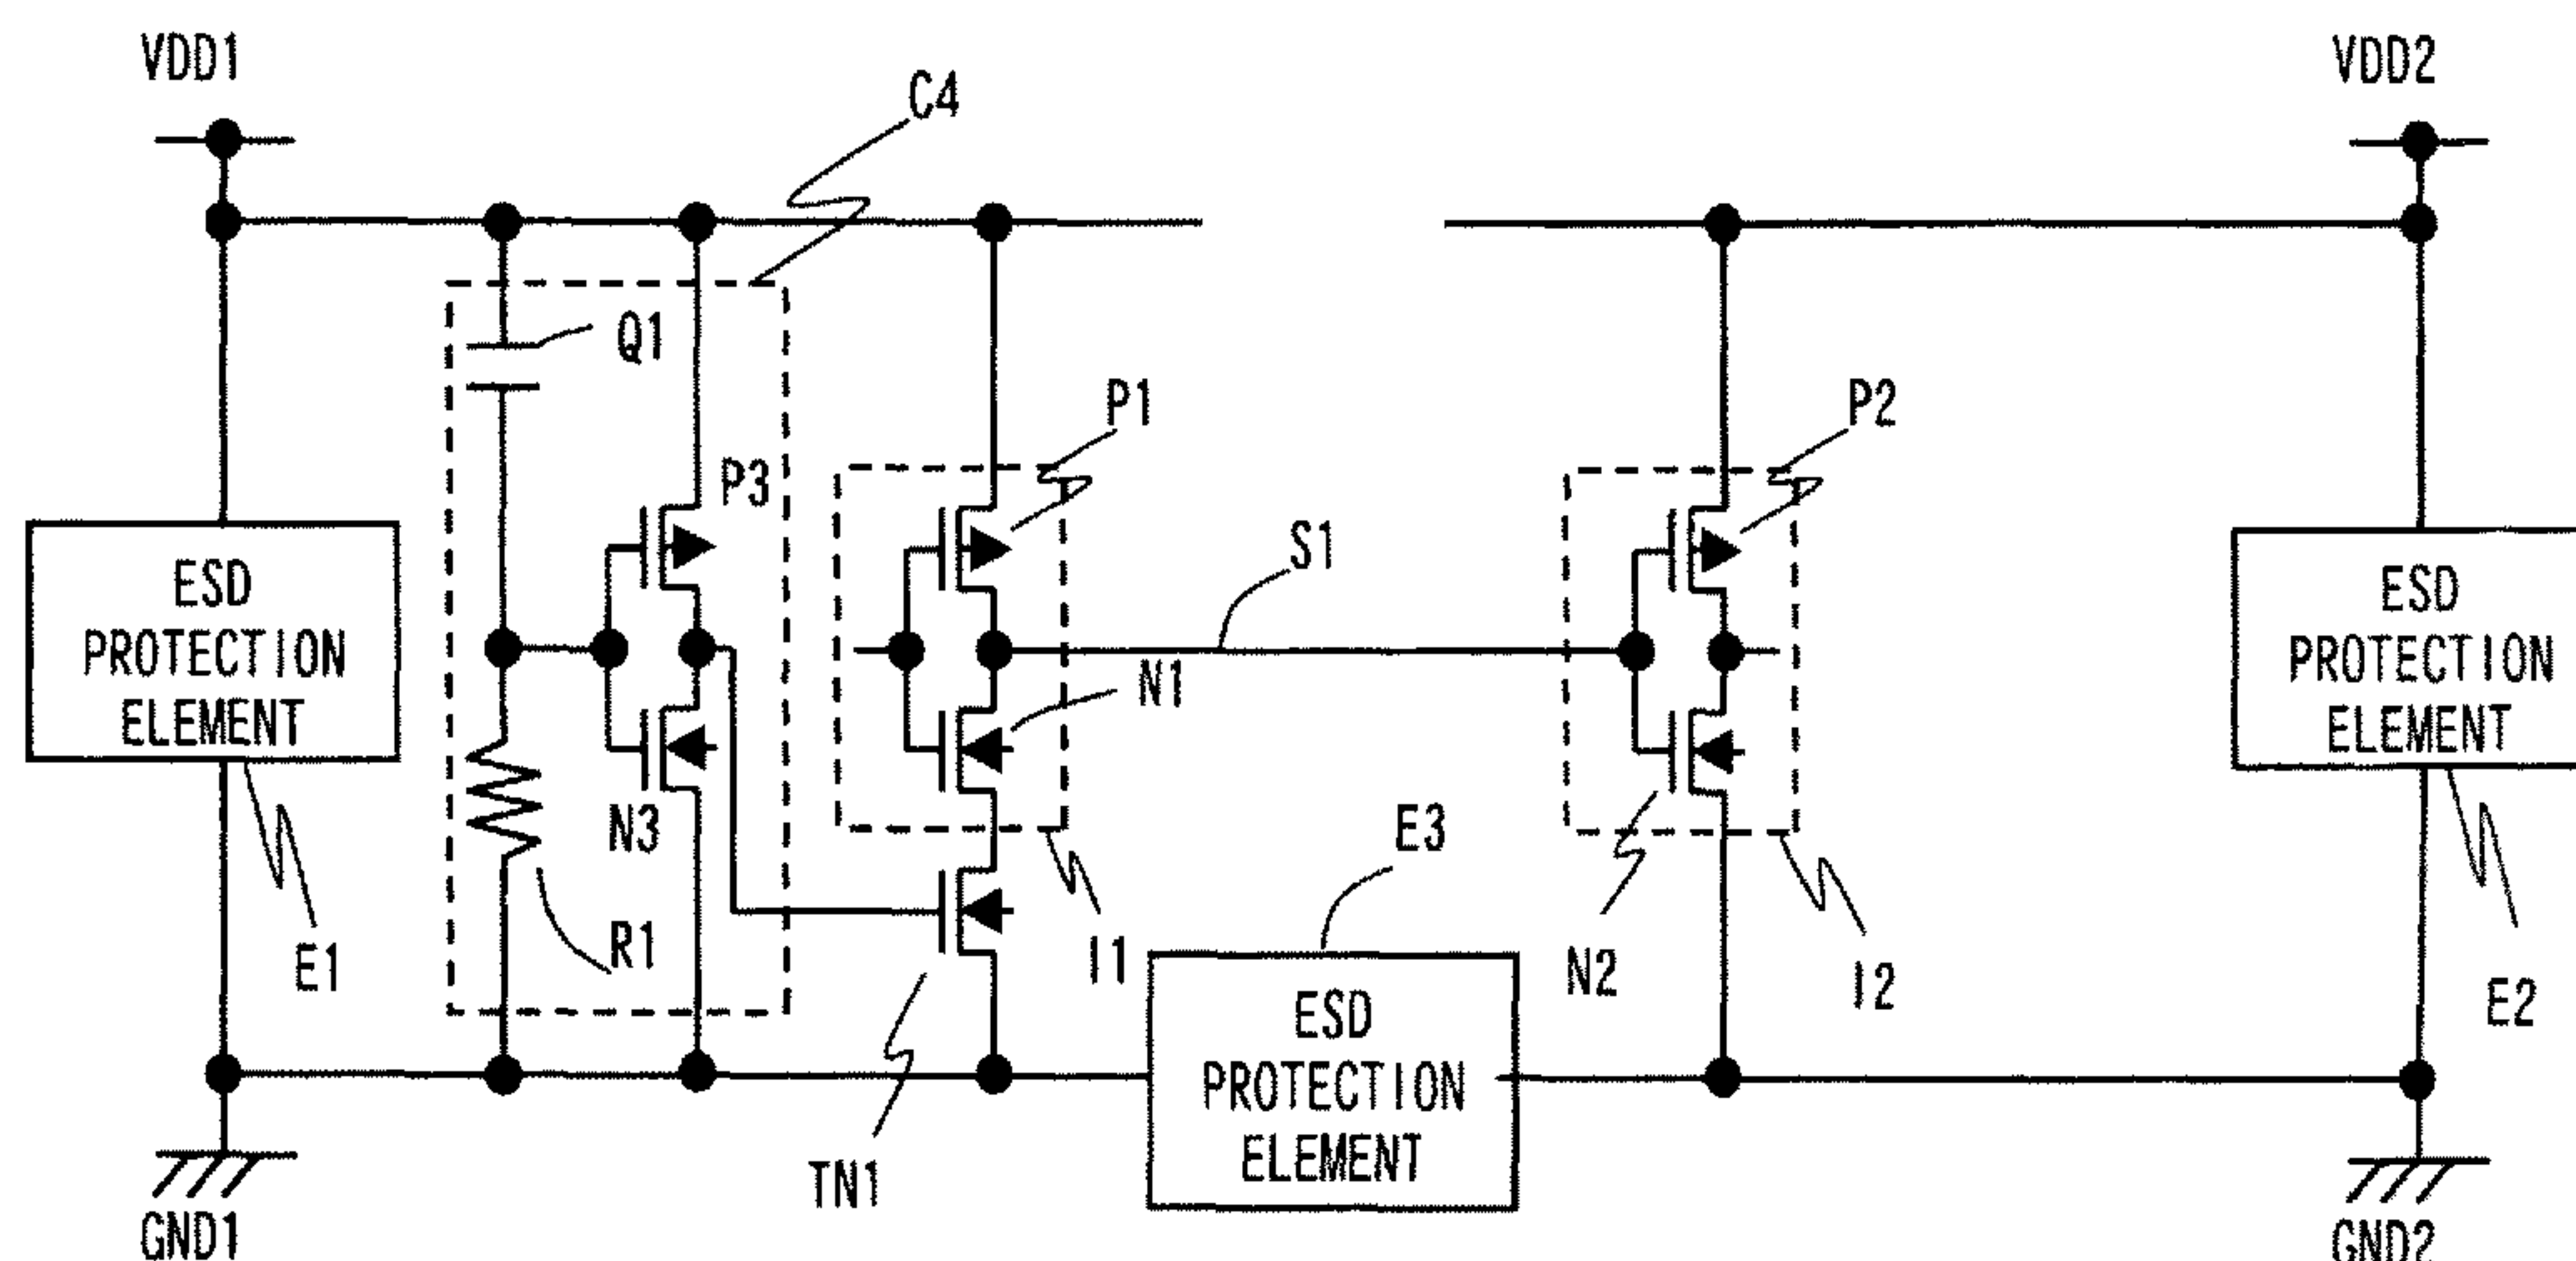 VDD1
VDD2
C4
Q1
P1
P2
P3
S1
ESD
PROTECTION
ELEMENT
ESD
PROTECTION
ELEMENT
N1
N3
E3
R1
E1
I1
N2
I2
E2
ESD
PROTECTION
ELEMENT
TN1
GND1
GND2